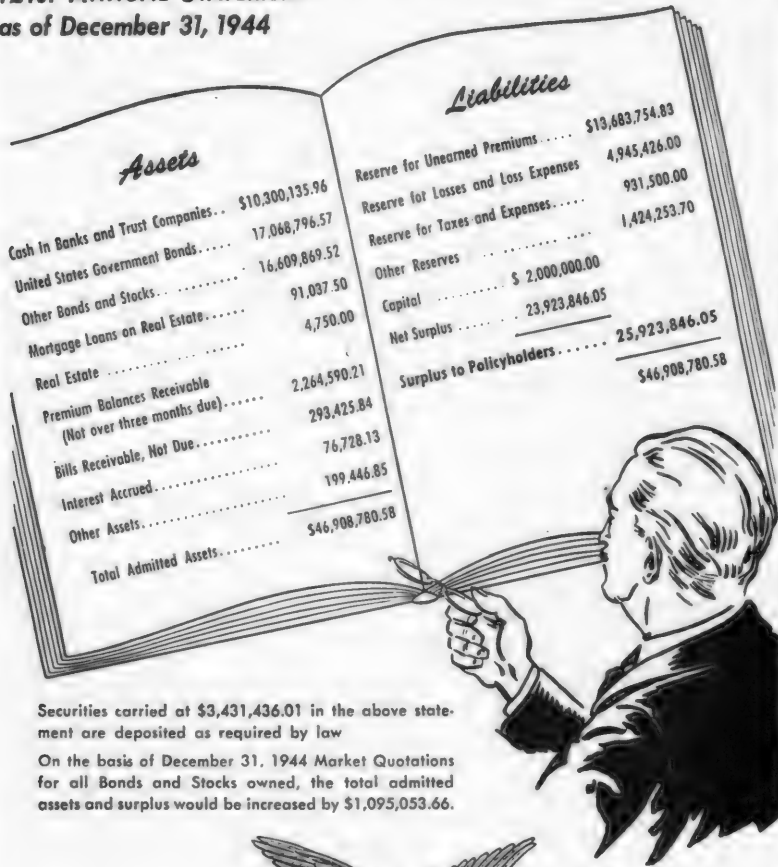 as of December 31, 1944
Assets
Cash in Banks and Trust Companies.. $10,300,135.96
United States Government Bonds..... 17,068,796.57
Other Bonds and Stocks.. ......... 16,609,869.52
Mortgage Loans on Real Estate...... 91,037.50
Real Estate ........ ... ....... 4,750.00
Premium Balances Receivable
(Not over three months due)...... 2,264,590.21
Bills Receivable, Not Due........... 293,425.84
Interest Accrued................... 76,728.13
Other Assets..................... 199,446.85
Total Admitted Assets........ $46,908,780.58
Liabilities
Reserve for Unearned Premiums..... $13,683,754.83
Reserve for Losses and Loss Expenses 4,945,426.00
Reserve for Taxes and Expenses..... 931,500.00
Other Reserves .. ............ 1,424,253.70
Capital ......... $ 2,000,000.00
Net Surplus ....... 23,923,846.05
Surplus to Policyholders...... 25,923,846.05
$46,908,780.58
Securities carried at $3,431,436.01 in the above state-
ment are deposited as required by law
On the basis of December 31, 1944 Market Quotations
for all Bonds and Stocks owned, the total admitted
assets and surplus would be increased by $1,095,053.66.